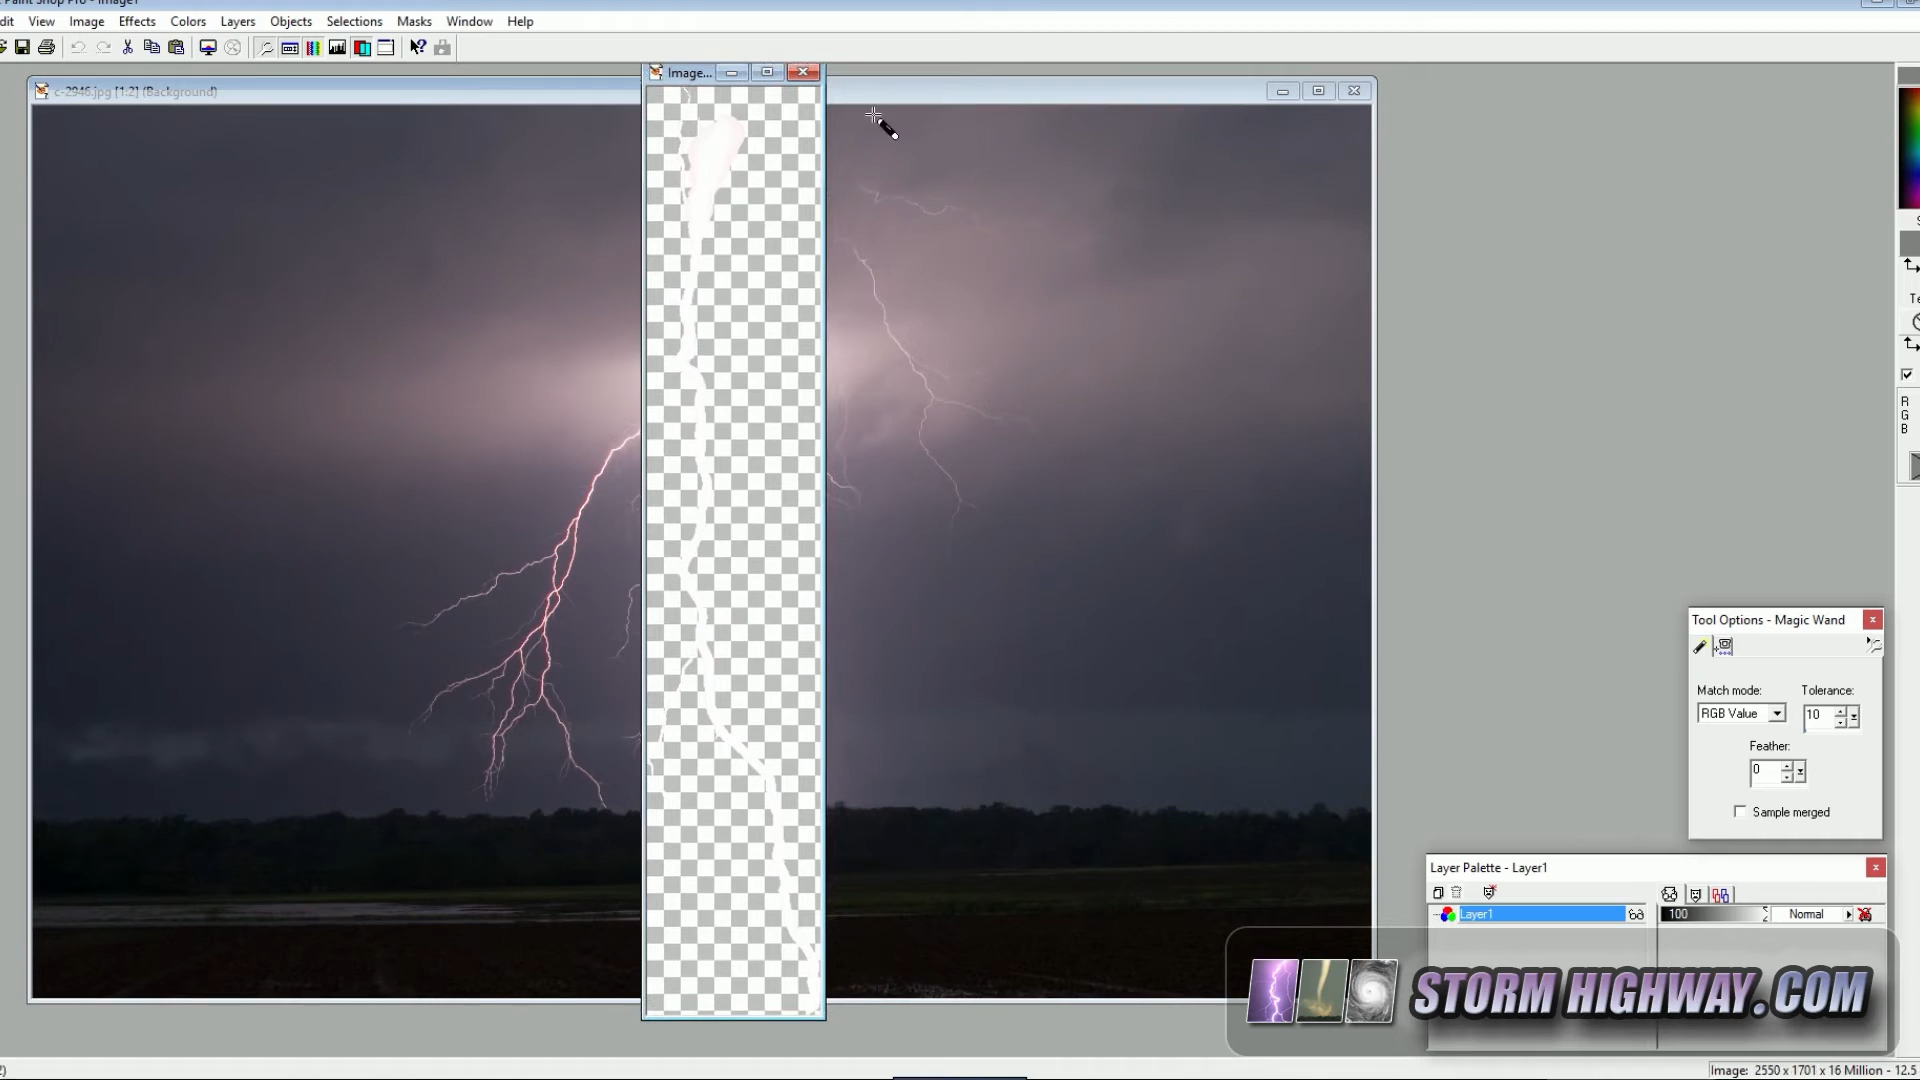 Paint Shop Pro - Image1
dit View Image Effects Colors Layers Objects Selections Masks Window Help
c-2946.jpg [1:2] (Background)
Image...
Te
R
G
B
Tool Options - Magic Wand
Match mode:
Tolerance:
RGB Value
10
Feather:
0
Sample merged
Layer Palette - Layer1
Layer1
100
Normal
STORM HIGHWAY.COM
Image: 2550 x 1701 x 16 Million - 12.5